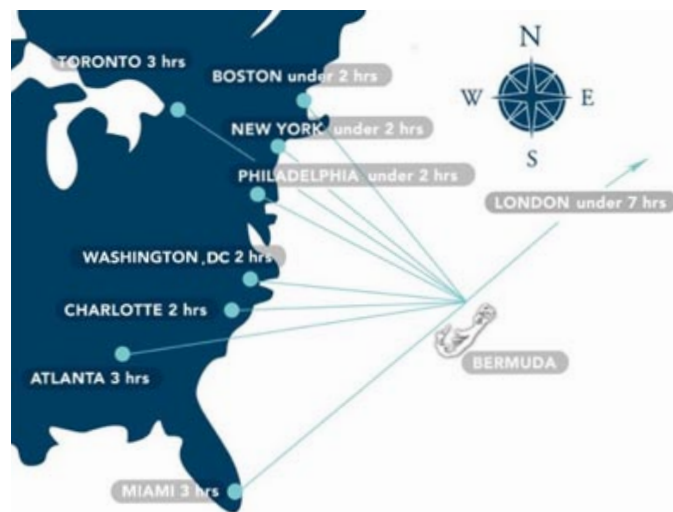 TORONTO 3 hrs
BOSTON under 2 hrs
NEW YORK under 2 hrs
PHILADELPHIA under 2 hrs
WASHINGTON, DC 2 hrs
CHARLOTTE 2 hrs
ATLANTA 3 hrs
MIAMI 3 hrs
BERMUDA
LONDON under 7 hrs
N
W
E
S